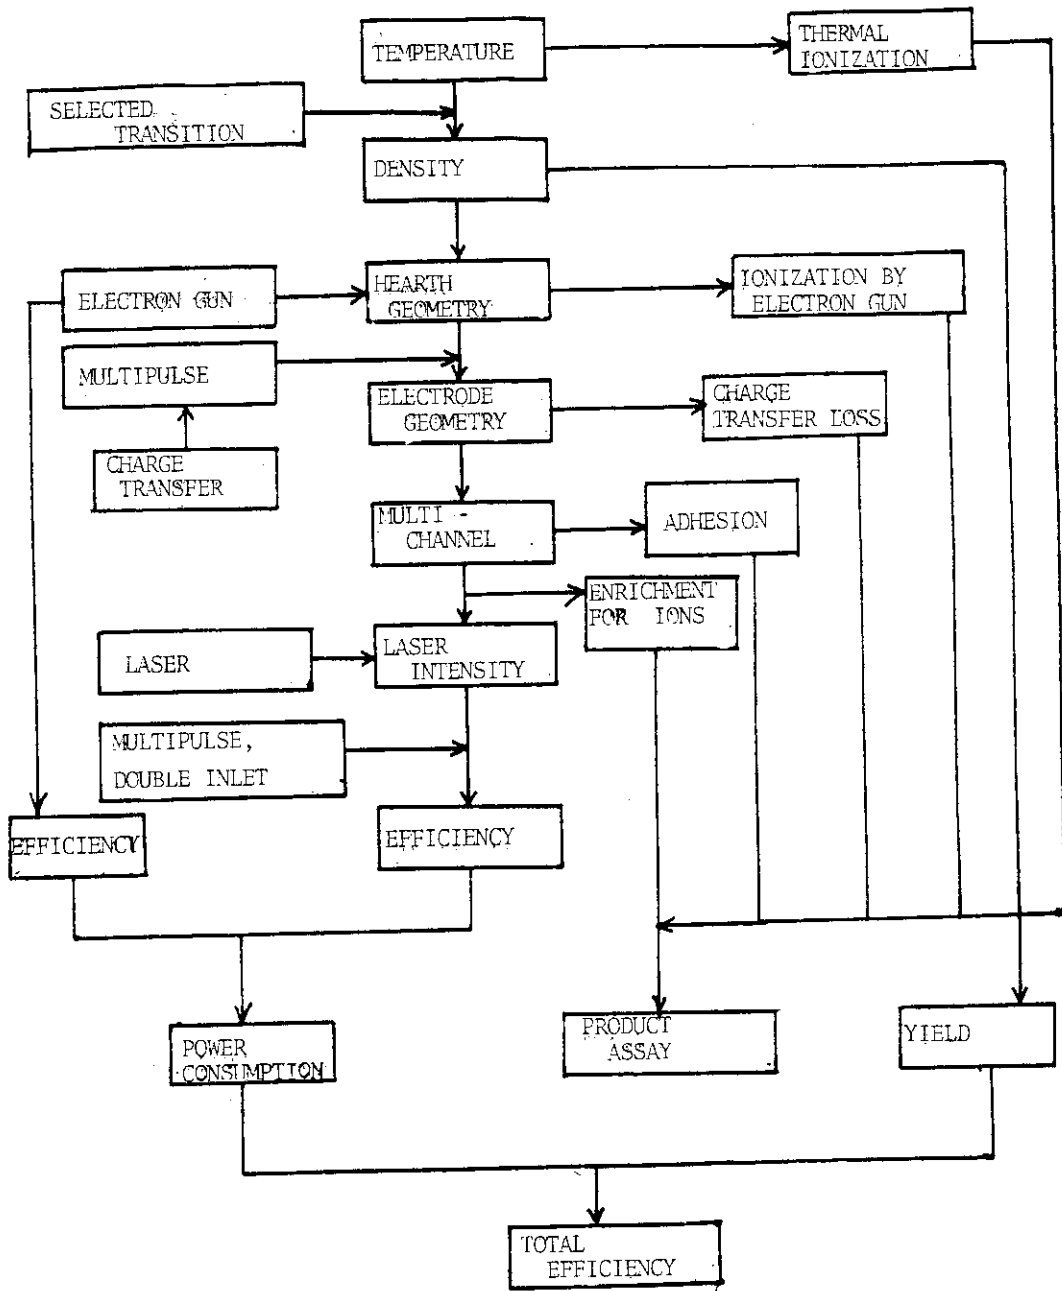 TEMPERATURE
THERMAL
IONIZATION
SELECTED
TRANSITION
DENSITY
ELECTRON GUN
HEARTH
GEOMETRY
IONIZATION BY
ELECTRON GUN
MULTIPULSE
ELECTRODE
GEOMETRY
CHARGE
TRANSFER LOSS
CHARGE
TRANSFER
MULTI -
CHANNEL
ADHESION
ENRICHMENT
FOR IONS
LASER
LASER
INTENSITY
MULTIPULSE,
DOUBLE INLET
EFFICIENCY
EFFICIENCY
POWER
CONSUMPTION
PRODUCT
ASSAY
YIELD
TOTAL
EFFICIENCY